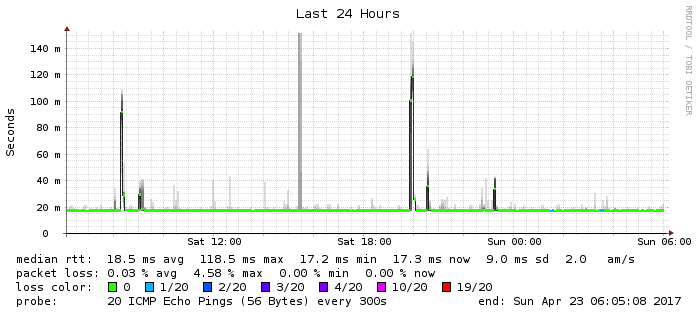 Last 24 Hours
RRDTOOL / TOBI OETIKER
Seconds
140 m
120 m
100 m
80 m
60 m
40 m
20 m
0
Sat 12:00 Sat 18:00 Sun 00:00 Sun 06:00
median rtt: 18.5 ms avg 118.5 ms max 17.2 ms min 17.3 ms now 9.0 ms sd 2.0 am/s
packet loss: 0.03 % avg 4.58 % max 0.00 % min 0.00 % now
loss color: 0 1/20 2/20 3/20 4/20 10/20 19/20
probe: 20 ICMP Echo Pings (56 Bytes) every 300s end: Sun Apr 23 06:05:08 2017